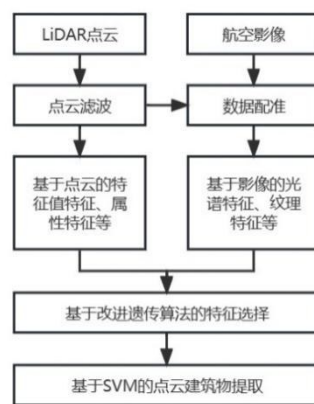 LiDAR点云
航空影像
点云滤波
数据配准
基于点云的特
征值特征、属
性特征等
基于影像的光
谱特征、纹理
特征等
基于改进遗传算法的特征选择
基于SVM的点云建筑物提取